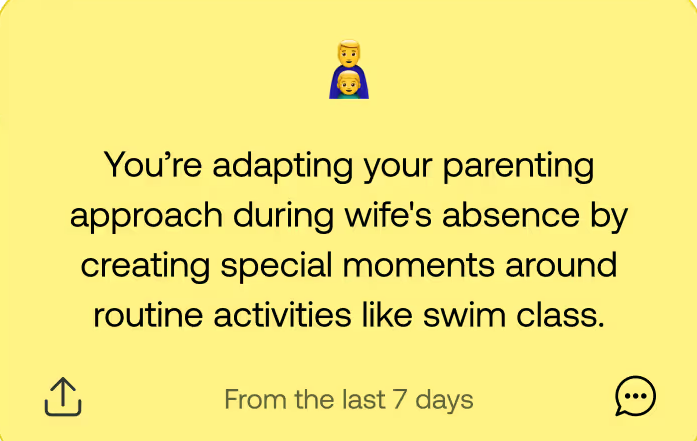 You’re adapting your parenting
approach during wife's absence by
creating special moments around
routine activities like swim class.
From the last 7 days